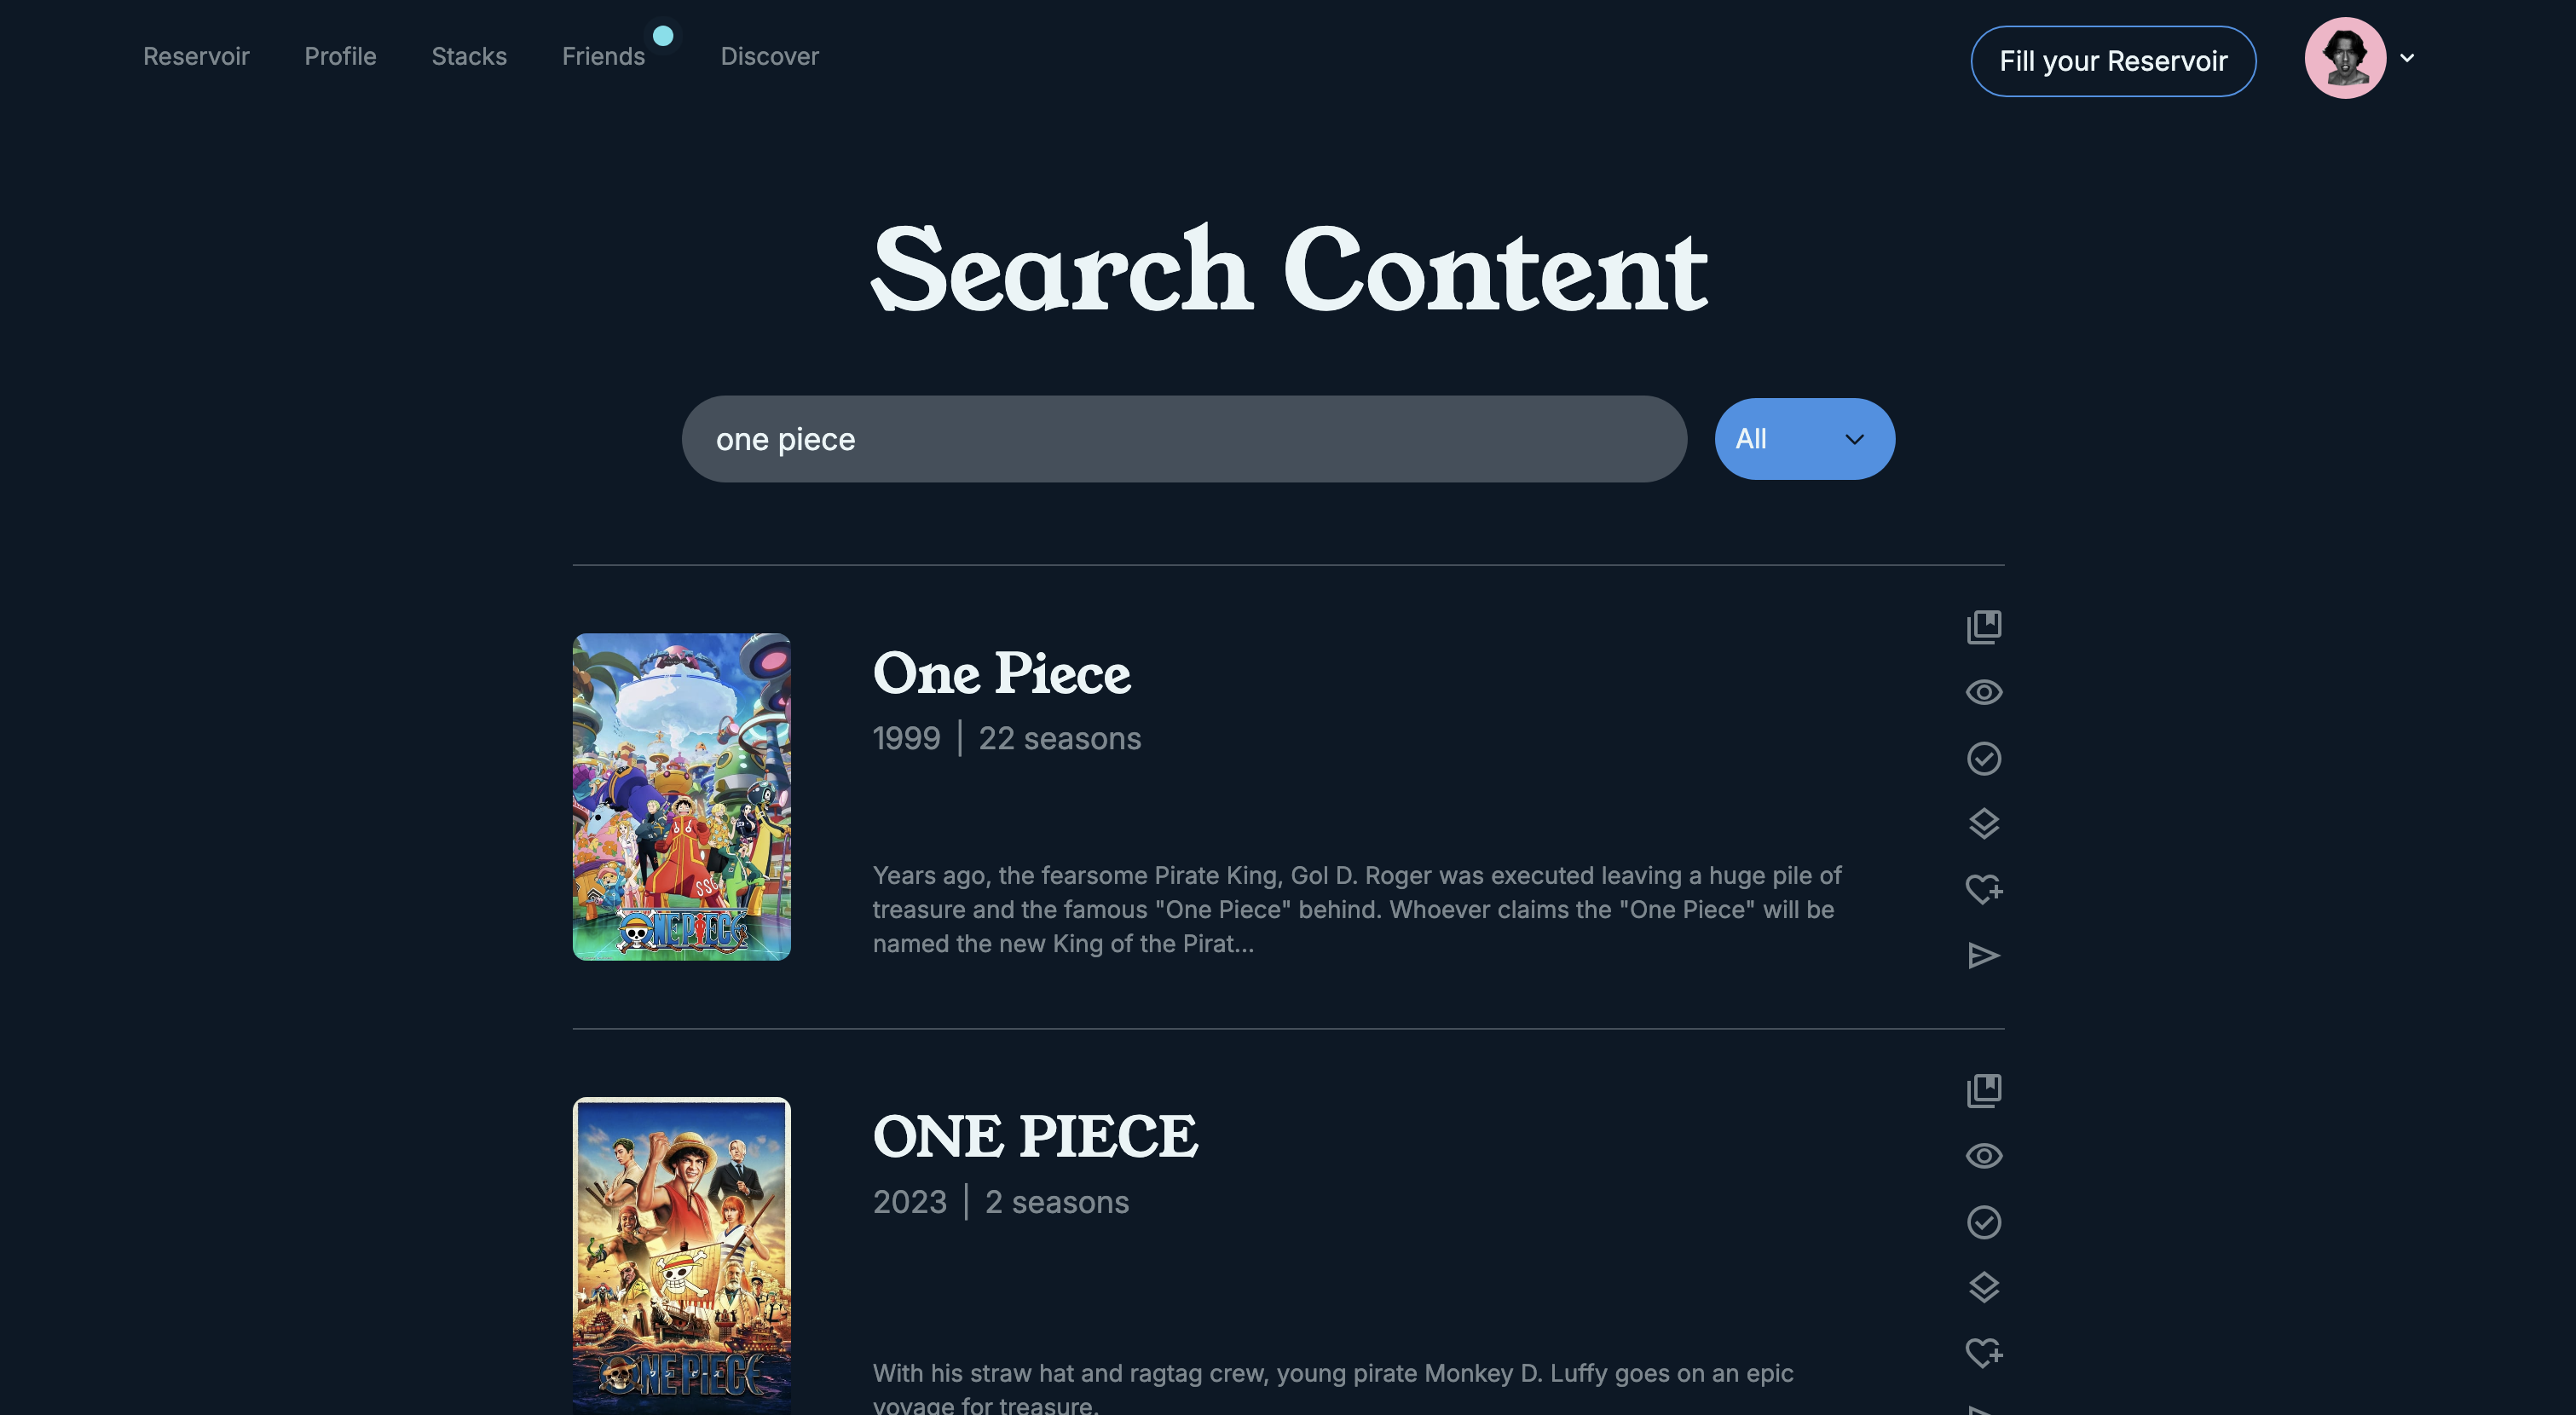 Reservoir
Profile
Stacks
Friends
Discover
Fill your Reservoir
Search Content
one piece
All
One Piece
1999 | 22 seasons
Years ago, the fearsome Pirate King, Gol D. Roger was executed leaving a huge pile of
treasure and the famous "One Piece" behind. Whoever claims the "One Piece" will be
named the new King of the Pirat...
SSG
ONE PIECE
ONE PIECE
2023 | 2 seasons
With his straw hat and ragtag crew, young pirate Monkey D. Luffy goes on an epic
voyage for treasure.
ONE PIECE